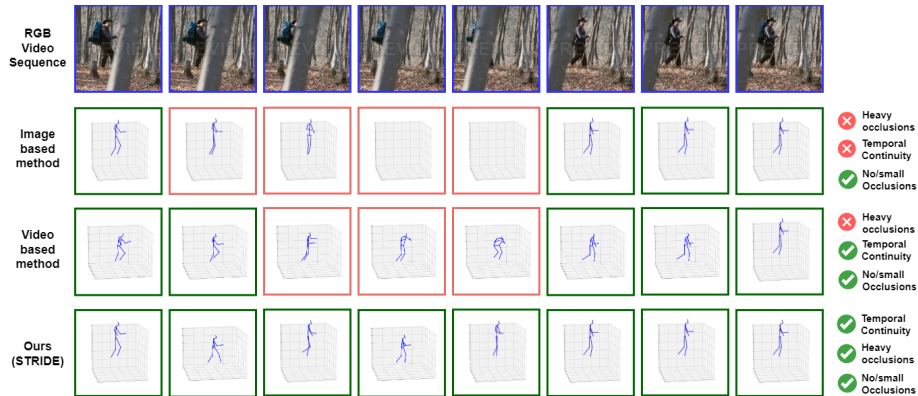 RGB
Video
Sequence
Image
based
method
Heavy
occlusions
Temporal
Continuity
No/small
Occlusions
Video
based
method
Heavy
occlusions
Temporal
Continuity
No/small
Occlusions
Ours
(STRIDE)
Temporal
Continuity
Heavy
occlusions
No/small
Occlusions